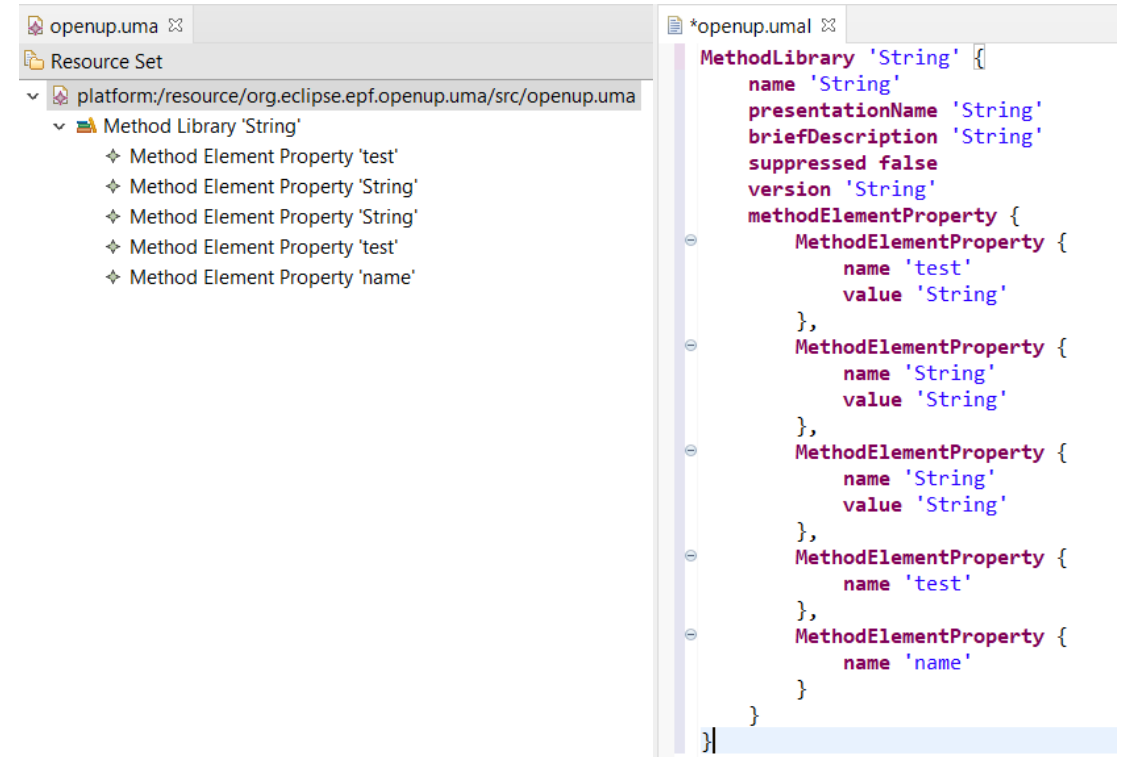 openup.uma
Resource Set
platform:/resource/org.eclipse.epf.openup.uma/src/openup.uma
Method Library 'String'
Method Element Property 'test'
Method Element Property 'String'
Method Element Property 'String'
Method Element Property 'test'
Method Element Property 'name'
*openup.umal
MethodLibrary 'String' {
    name 'String'
    presentationName 'String'
    briefDescription 'String'
    suppressed false
    version 'String'
    methodElementProperty {
        MethodElementProperty {
            name 'test'
            value 'String'
        },
        MethodElementProperty {
            name 'String'
            value 'String'
        },
        MethodElementProperty {
            name 'String'
            value 'String'
        },
        MethodElementProperty {
            name 'test'
        },
        MethodElementProperty {
            name 'name'
        }
    }
}